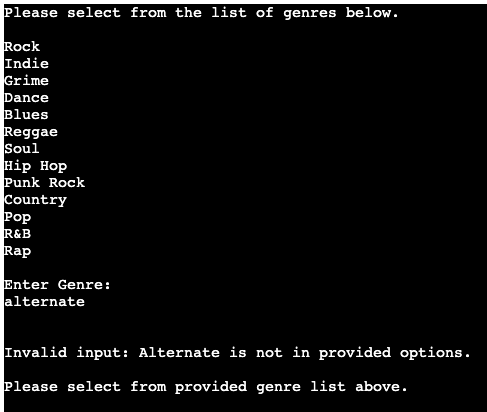 Please select from the list of genres below.
Rock
Indie
Grime
Dance
Blues
Reggae
Soul
Hip Hop
Punk Rock
Country
Pop
R&B
Rap
Enter Genre:
alternate
Invalid input: Alternate is not in provided options.
Please select from provided genre list above.